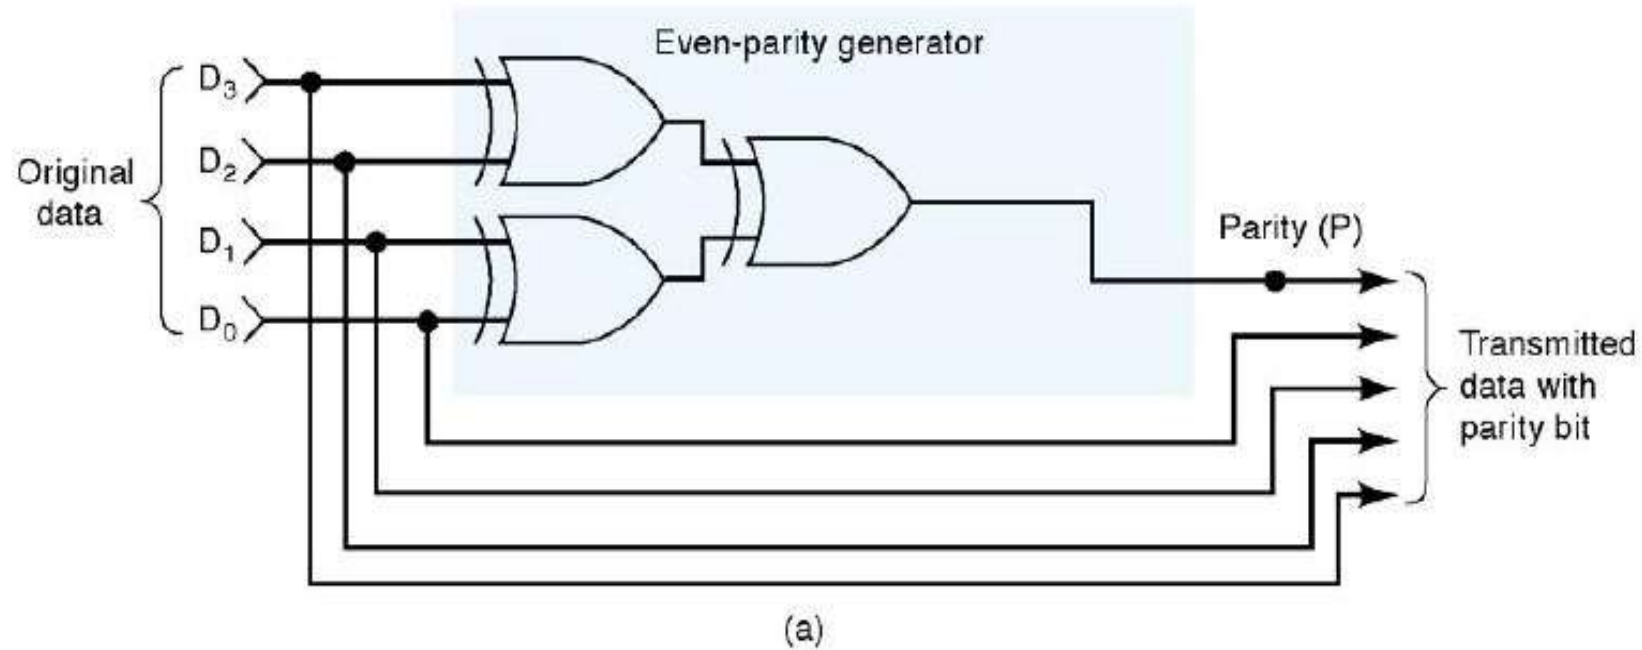 Even-parity generator
Original
data
D₃
D₂
D₁
D₀
Parity (P)
Transmitted
data with
parity bit
(a)